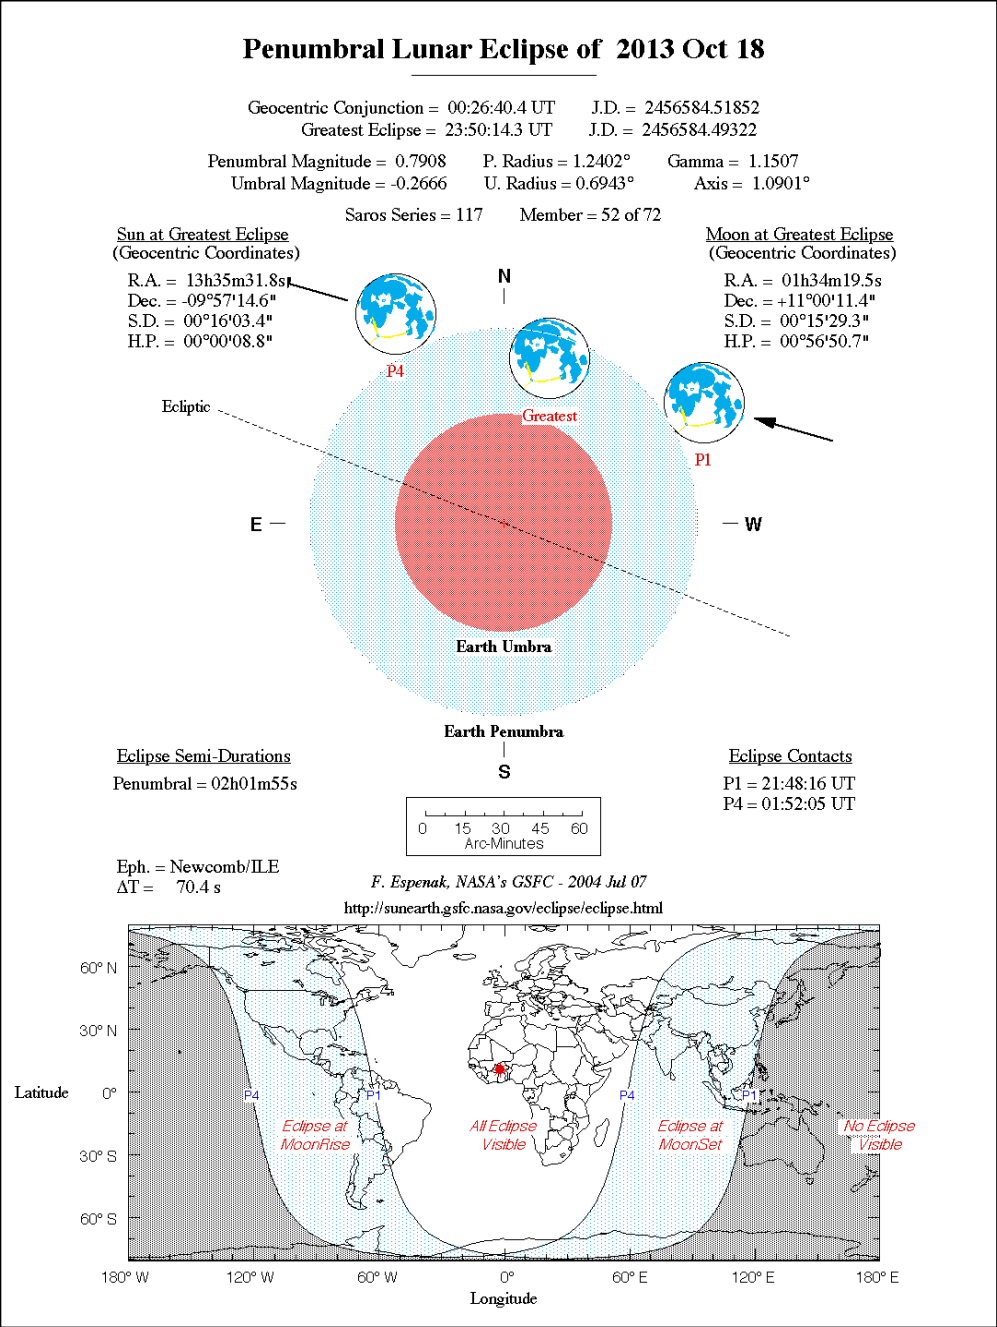 Penumbral Lunar Eclipse of 2013 Oct 18
Geocentric Conjunction = 00:26:40.4 UT J.D. = 2456584.51852
Greatest Eclipse = 23:50:14.3 UT J.D. = 2456584.49322
Penumbral Magnitude = 0.7908 P. Radius = 1.2402° Gamma = 1.1507
Umbral Magnitude = -0.2666 U. Radius = 0.6943° Axis = 1.0901°
Saros Series = 117 Member = 52 of 72
Sun at Greatest Eclipse
(Geocentric Coordinates)
R.A. = 13h35m31.8s
Dec. = -09°57'14.6"
S.D. = 00°16'03.4"
H.P. = 00°00'08.8"
Moon at Greatest Eclipse
(Geocentric Coordinates)
R.A. = 01h34m19.5s
Dec. = +11°00'11.4"
S.D. = 00°15'29.3"
H.P. = 00°56'50.7"
N
P4
Greatest
P1
Ecliptic
E
W
Earth Umbra
Earth Penumbra
S
Eclipse Semi-Durations
Penumbral = 02h01m55s
Eclipse Contacts
P1 = 21:48:16 UT
P4 = 01:52:05 UT
0 15 30 45 60
Arc-Minutes
Eph. = Newcomb/ILE
ΔT = 70.4 s
F. Espenak, NASA's GSFC - 2004 Jul 07
http://sunearth.gsfc.nasa.gov/eclipse/eclipse.html
60° N
30° N
Latitude
0°
30° S
60° S
P4
P1
P4
P1
Eclipse at
MoonRise
All Eclipse
Visible
Eclipse at
MoonSet
No Eclipse
Visible
180° W 120° W 60° W 0° 60° E 120° E 180° E
Longitude